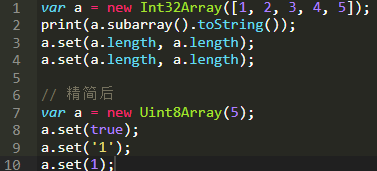 1 var a = new Int32Array([1, 2, 3, 4, 5]);
2 print(a.subarray().toString());
3 a.set(a.length, a.length);
4 a.set(a.length, a.length);
5
6 // 精简后
7 var a = new Uint8Array(5);
8 a.set(true);
9 a.set('1');
10 a.set(1);